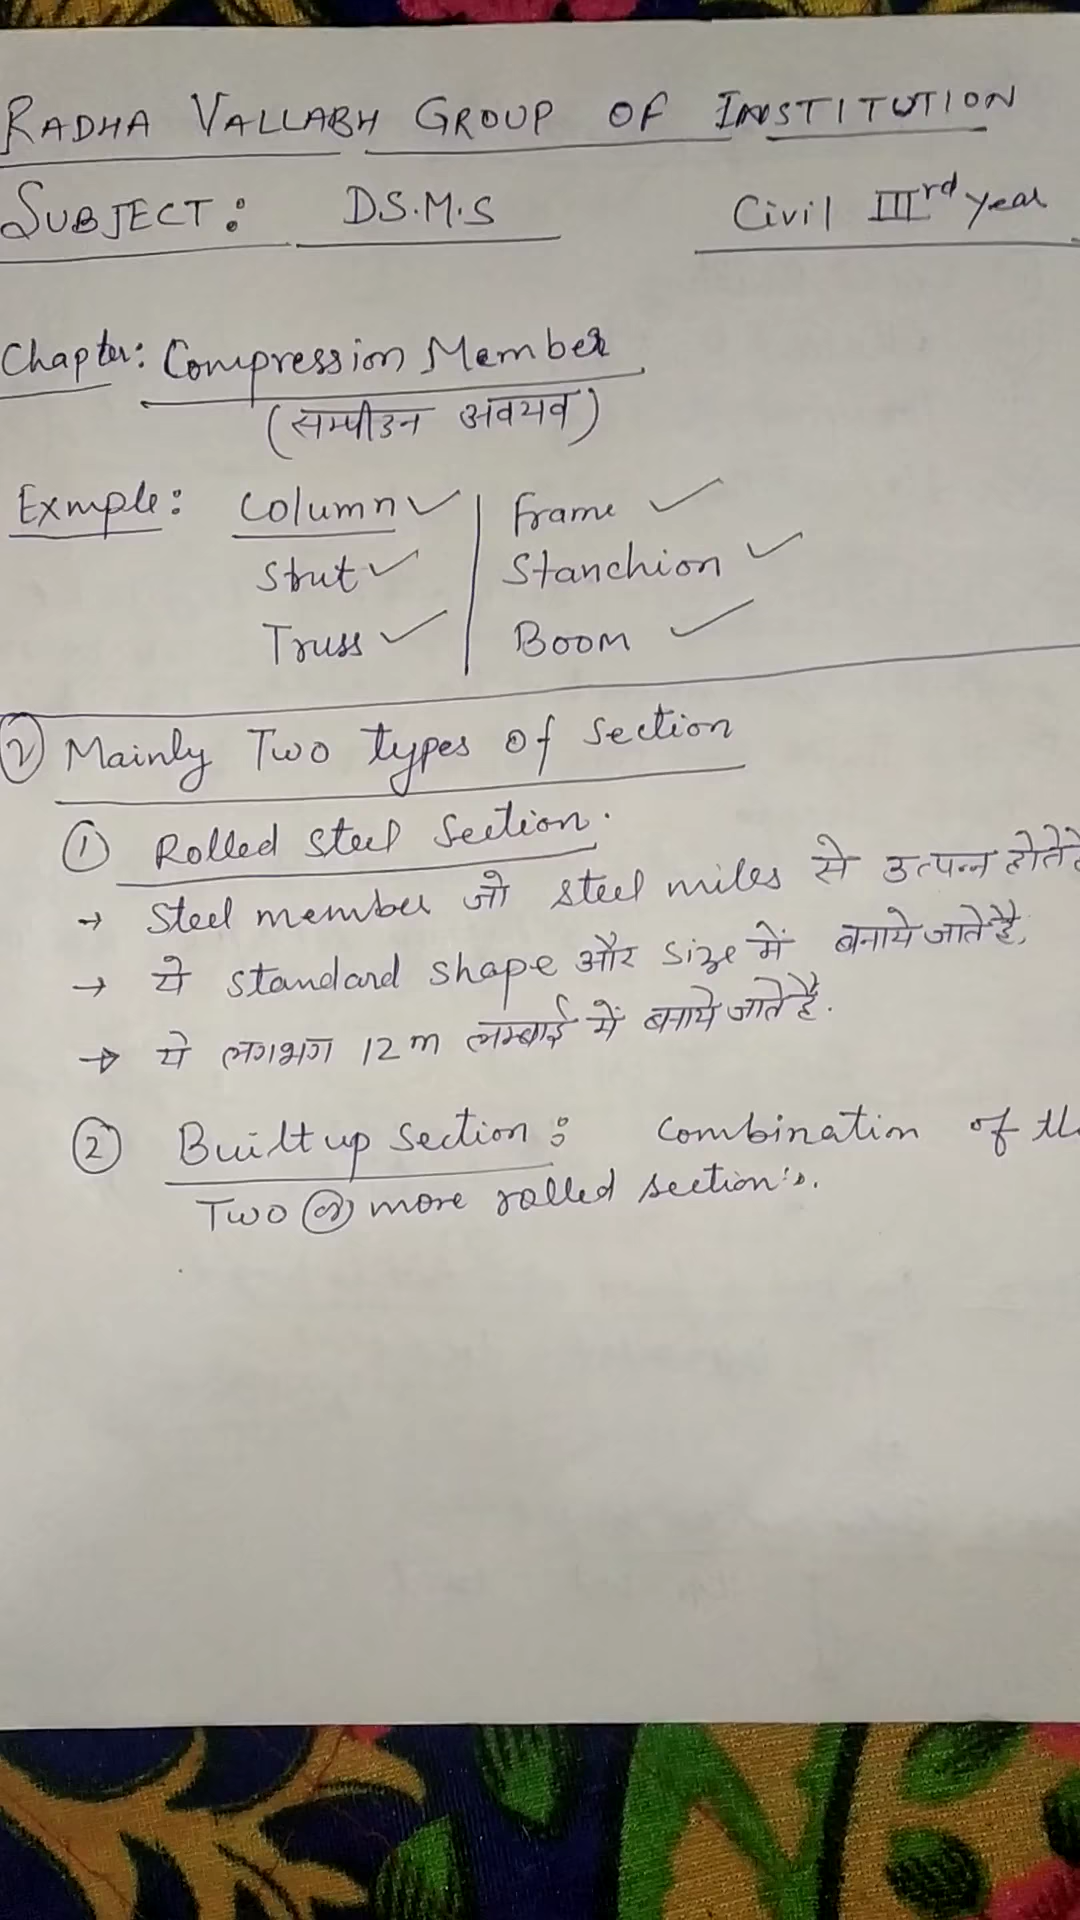 RADHA VALLABH GROUP OF INSTITUTION
SUBJECT: D.S.M.S Civil IIIrd year
Chapter: Compression Member
(सम्पीडन अवयव)
Exmple: Column ✓ | Frame ✓
Strut ✓ | Stanchion ✓
Truss ✓ | Boom ✓
② Mainly Two types of Section
① Rolled Steel Section.
→ Steel member जो steel miles से उत्पन्न होते है
→ ये standard shape और size में बनाये जाते है,
→ ये लगभग 12m लम्बाई में बनाये जाते है.
② Built up section: Combination of
Two or more rolled section's.